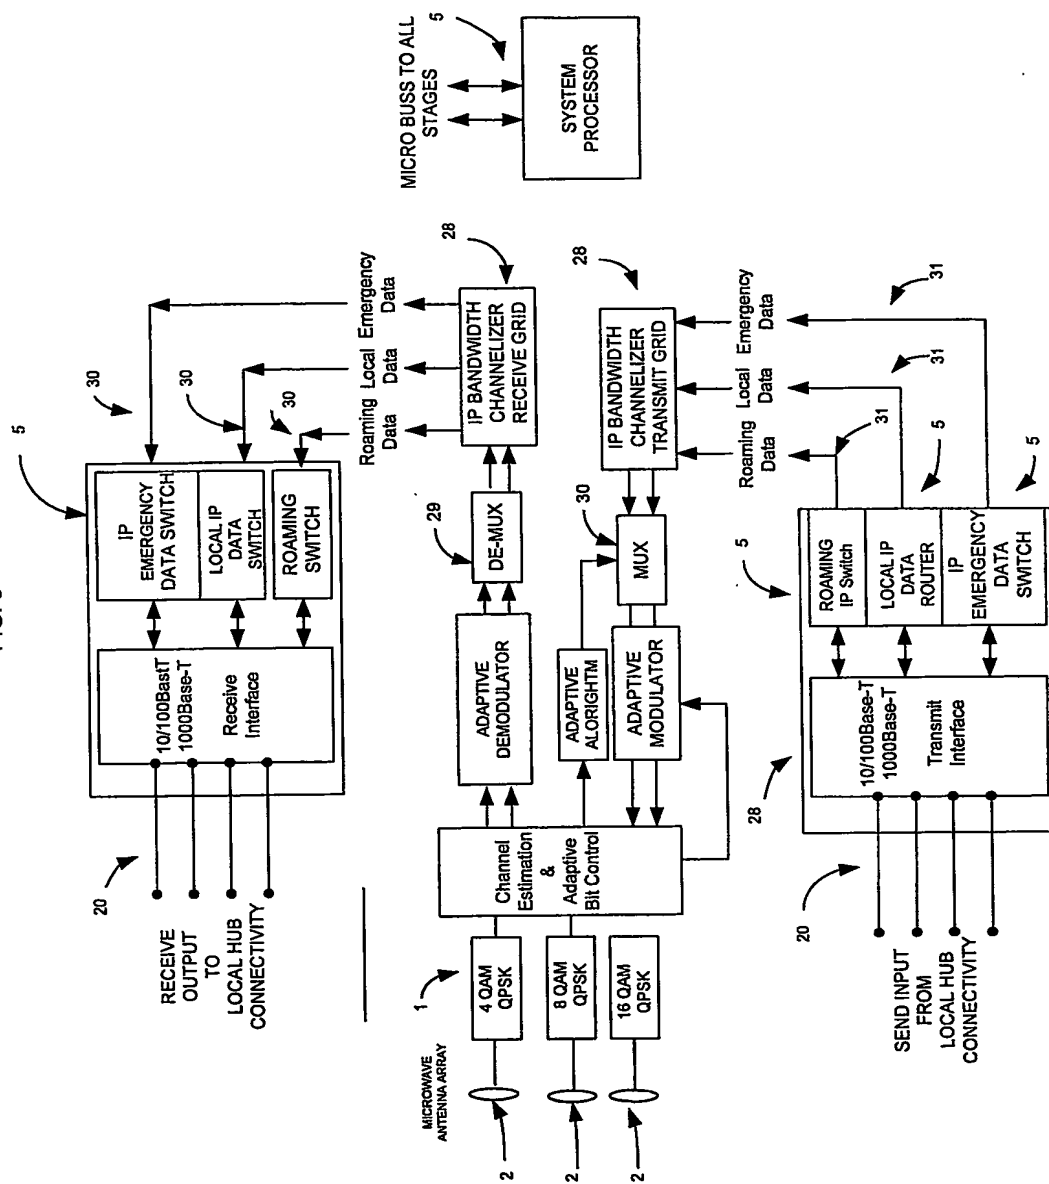 MICRO BUSS TO ALL
STAGES
5
SYSTEM
PROCESSOR
5
30
30
30
IP
EMERGENCY
DATA SWITCH
LOCAL IP
DATA
SWITCH
ROAMING
SWITCH
10/100BastT
1000Base-T
Receive
Interface
20
RECEIVE
OUTPUT
TO
LOCAL HUB
CONNECTIVITY
Emergency
Data
Local
Data
Roaming
Data
28
IP BANDWIDTH
CHANNELIZER
RECEIVE GRID
29
DE-MUX
ADAPTIVE
DEMODULATOR
28
IP BANDWIDTH
CHANNELIZER
TRANSMIT GRID
30
MUX
ADAPTIVE
ALORIGHTM
ADAPTIVE
MODULATOR
Channel
Estimation
&
Adaptive
Bit Control
1
4 QAM
QPSK
8 QAM
QPSK
16 QAM
QPSK
MICROWAVE
ANTENNA ARRAY
2
2
2
Roaming
Data
Local
Data
Emergency
Data
31
31
31
5
5
5
ROAMING
IP Switch
LOCAL IP
DATA
ROUTER
IP
EMERGENCY
DATA
SWITCH
28
10/100Base-T
1000Base-T
Transmit
Interface
20
SEND INPUT
FROM
LOCAL HUB
CONNECTIVITY